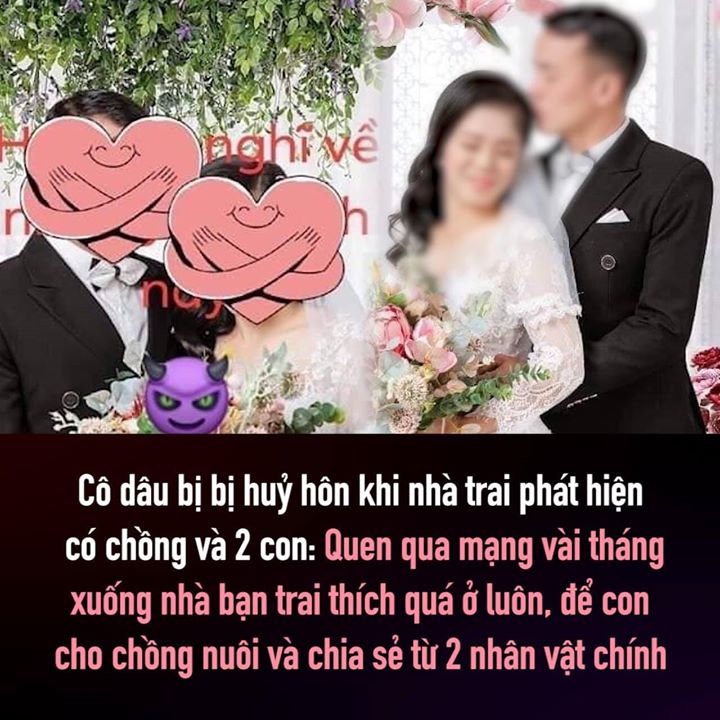 nghĩ về
Cô dâu bị bị huỷ hôn khi nhà trai phát hiện
có chồng và 2 con: Quen qua mạng vài tháng
xuống nhà bạn trai thích quá ở luôn, để con
cho chồng nuôi và chia sẻ từ 2 nhân vật chính